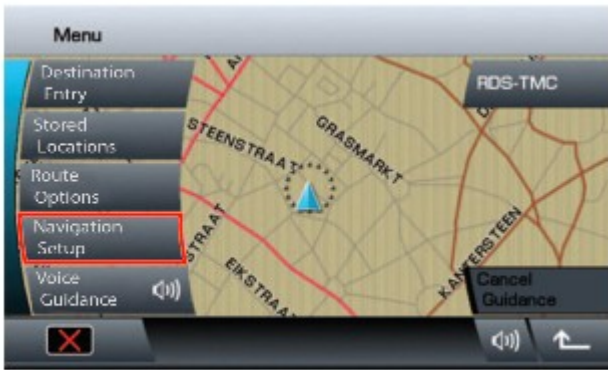 Menu
Destination
Entry
Stored
Locations
Route
Options
Navigation
Setup
Voice
Guidance
RDS-TMC
STEENSTRAAT
GRASMARKT
STRAAT
EIKSTRAAT
KANTERSTEEN
Cancel
Guidance